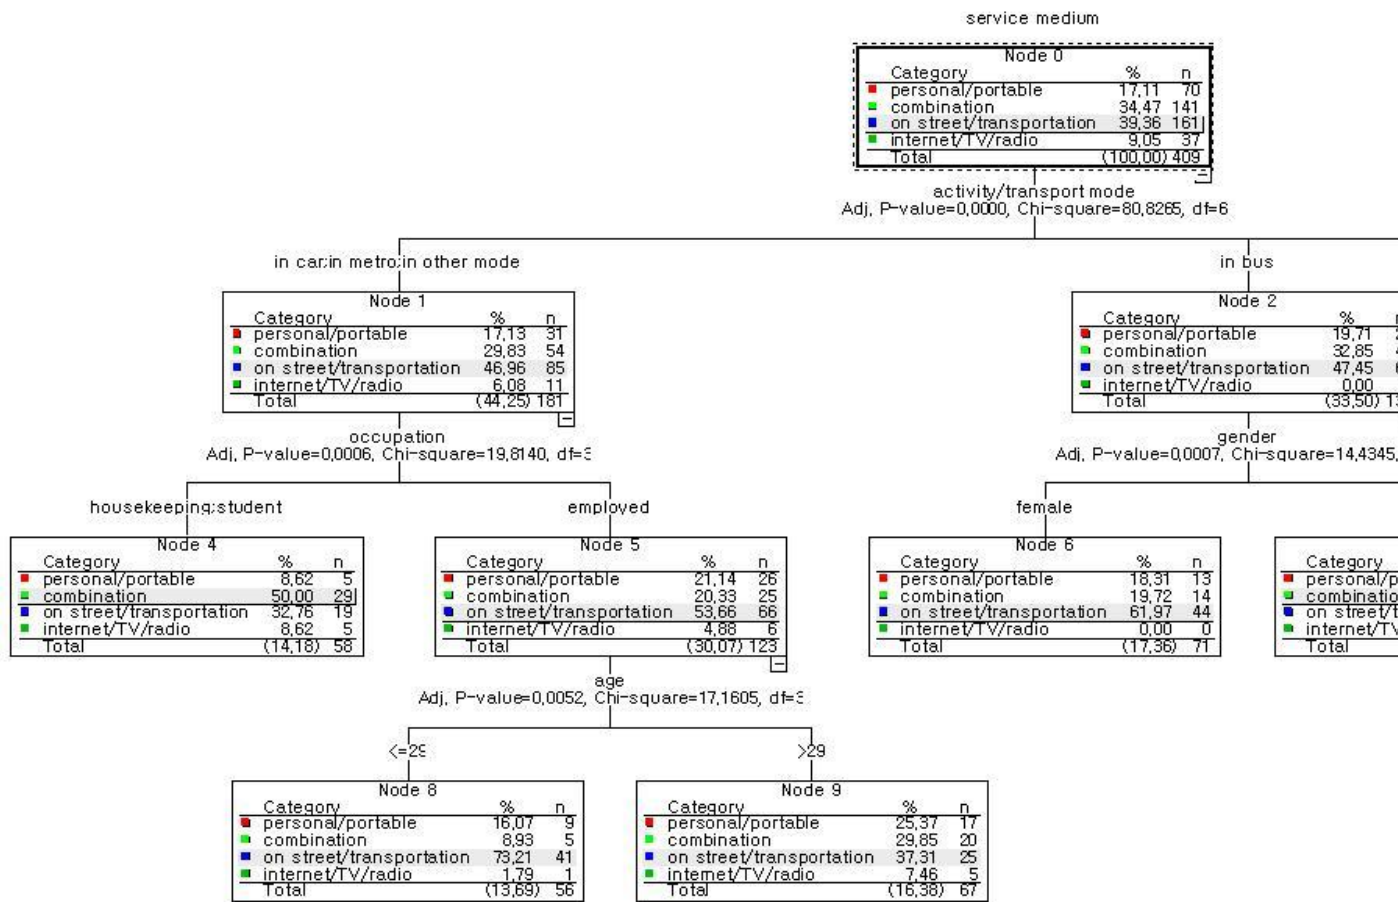 service medium
Node 0
Category % n
personal/portable 17,11 70
combination 34,47 141
on street/transportation 39,36 161
internet/TV/radio 9,05 37
Total (100,00) 409
activity/transport mode
Adj, P-value=0,0000, Chi-square=80,8265, df=6
in car;in metro;in other mode
in bus
Node 1
Category % n
personal/portable 17,13 31
combination 29,83 54
on street/transportation 46,96 85
internet/TV/radio 6,08 11
Total (44,25) 181
Node 2
Category %
personal/portable 19,71
combination 32,85
on street/transportation 47,45
internet/TV/radio 0,00
Total (33,50)
occupation
Adj, P-value=0,0006, Chi-square=19,8140, df=3
gender
Adj, P-value=0,0007, Chi-square=14,4345,
housekeeping;student
employed
female
Node 4
Category % n
personal/portable 8,62 5
combination 50,00 29
on street/transportation 32,76 19
internet/TV/radio 8,62 5
Total (14,18) 58
Node 5
Category % n
personal/portable 21,14 26
combination 20,33 25
on street/transportation 53,66 66
internet/TV/radio 4,88 6
Total (30,07) 123
Node 6
Category % n
personal/portable 18,31 13
combination 19,72 14
on street/transportation 61,97 44
internet/TV/radio 0,00 0
Total (17,36) 71
Category
personal/p
combinatio
on street/t
internet/TV
Total
age
Adj, P-value=0,0052, Chi-square=17,1605, df=3
<=29
>29
Node 8
Category % n
personal/portable 16,07 9
combination 8,93 5
on street/transportation 73,21 41
internet/TV/radio 1,79 1
Total (13,69) 56
Node 9
Category % n
personal/portable 25,37 17
combination 29,85 20
on street/transportation 37,31 25
internet/TV/radio 7,46 5
Total (16,38) 67